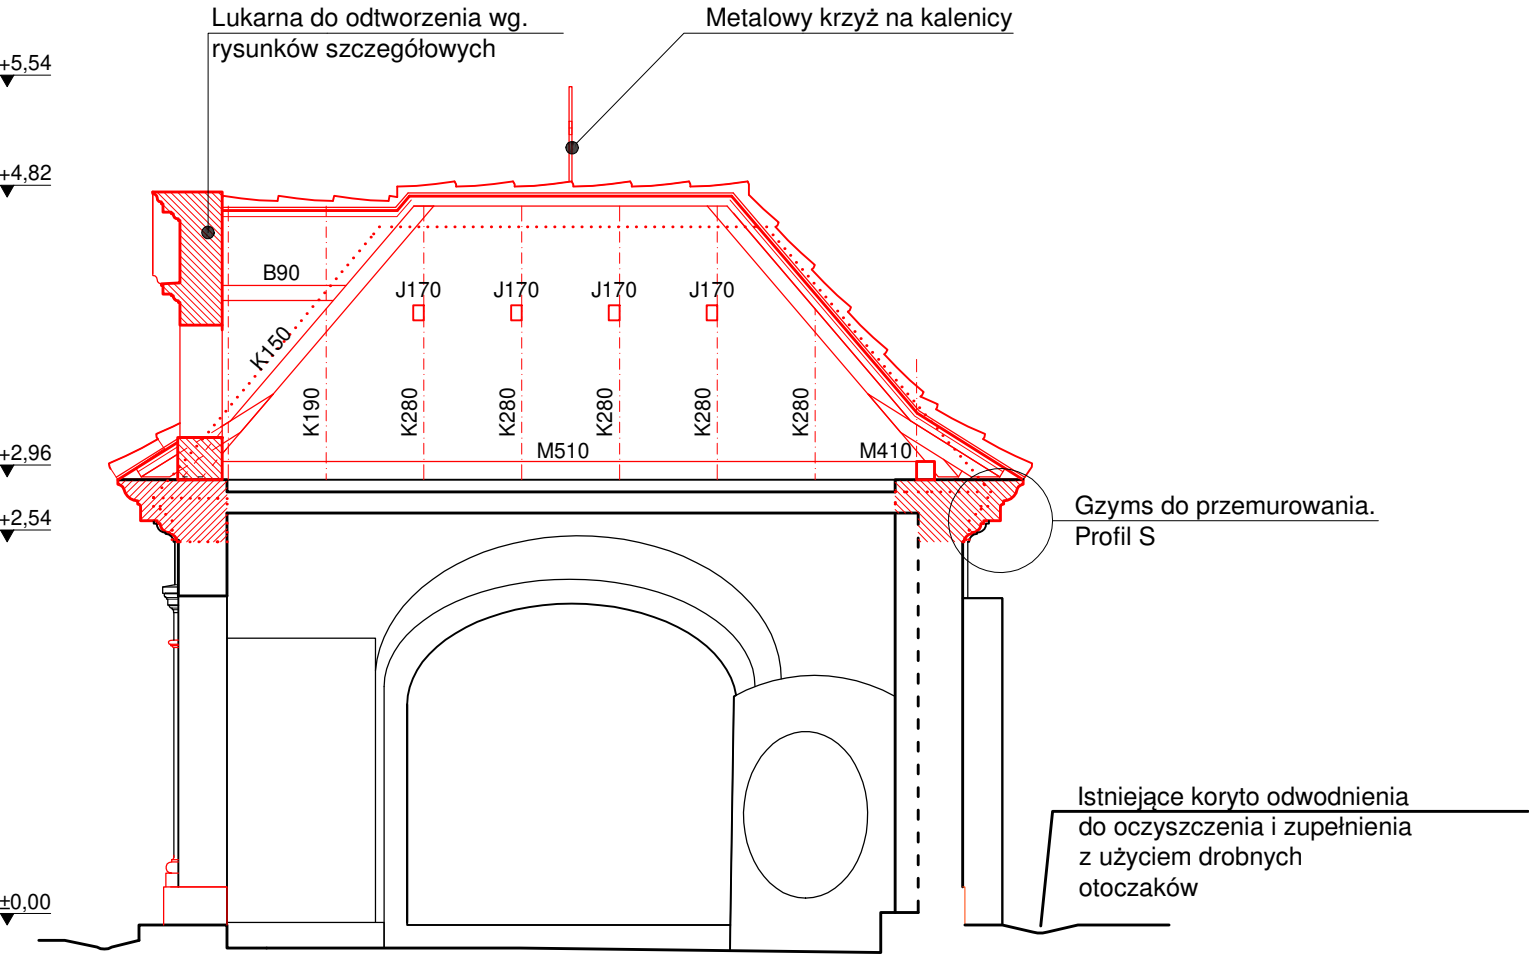 Lukarna do odtworzenia wg.
rysunków szczegółowych
Metalowy krzyż na kalenicy
+5,54
+4,82
B90
J170
J170
J170
J170
K150
K190
K280
K280
K280
K280
K280
M510
M410
+2,96
+2,54
Gzyms do przemurowania.
Profil S
Istniejące koryto odwodnienia
do oczyszczenia i zupełnienia
z użyciem drobnych
otoczaków
±0,00